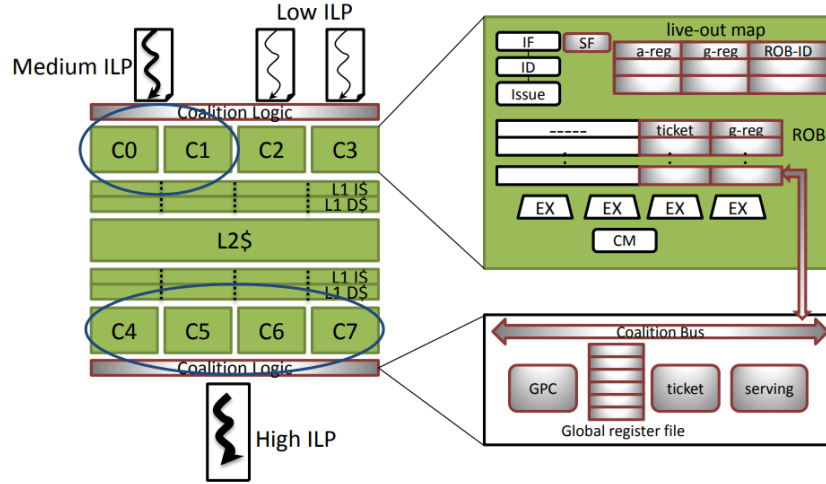 Low ILP
Medium ILP
Coalition Logic
C0 C1 C2 C3
L1 I$
L1 D$
L2$
L1 I$
L1 D$
C4 C5 C6 C7
Coalition Logic
High ILP
live-out map
IF SF a-reg g-reg ROB-ID
ID
Issue
----- ticket g-reg ROB
: :
EX EX EX EX
CM
Coalition Bus
GPC ticket serving
Global register file